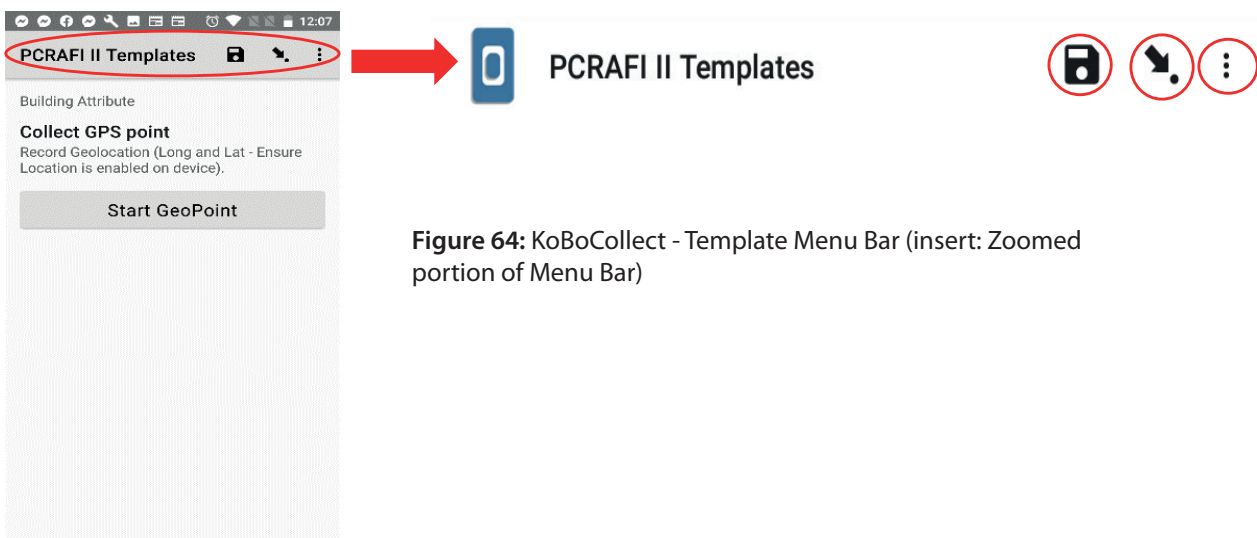 12:07
PCRAFI II Templates
Building Attribute
Collect GPS point
Record Geolocation (Long and Lat - Ensure
Location is enabled on device).
Start GeoPoint
PCRAFI II Templates
Figure 64: KoBoCollect - Template Menu Bar (insert: Zoomed
portion of Menu Bar)